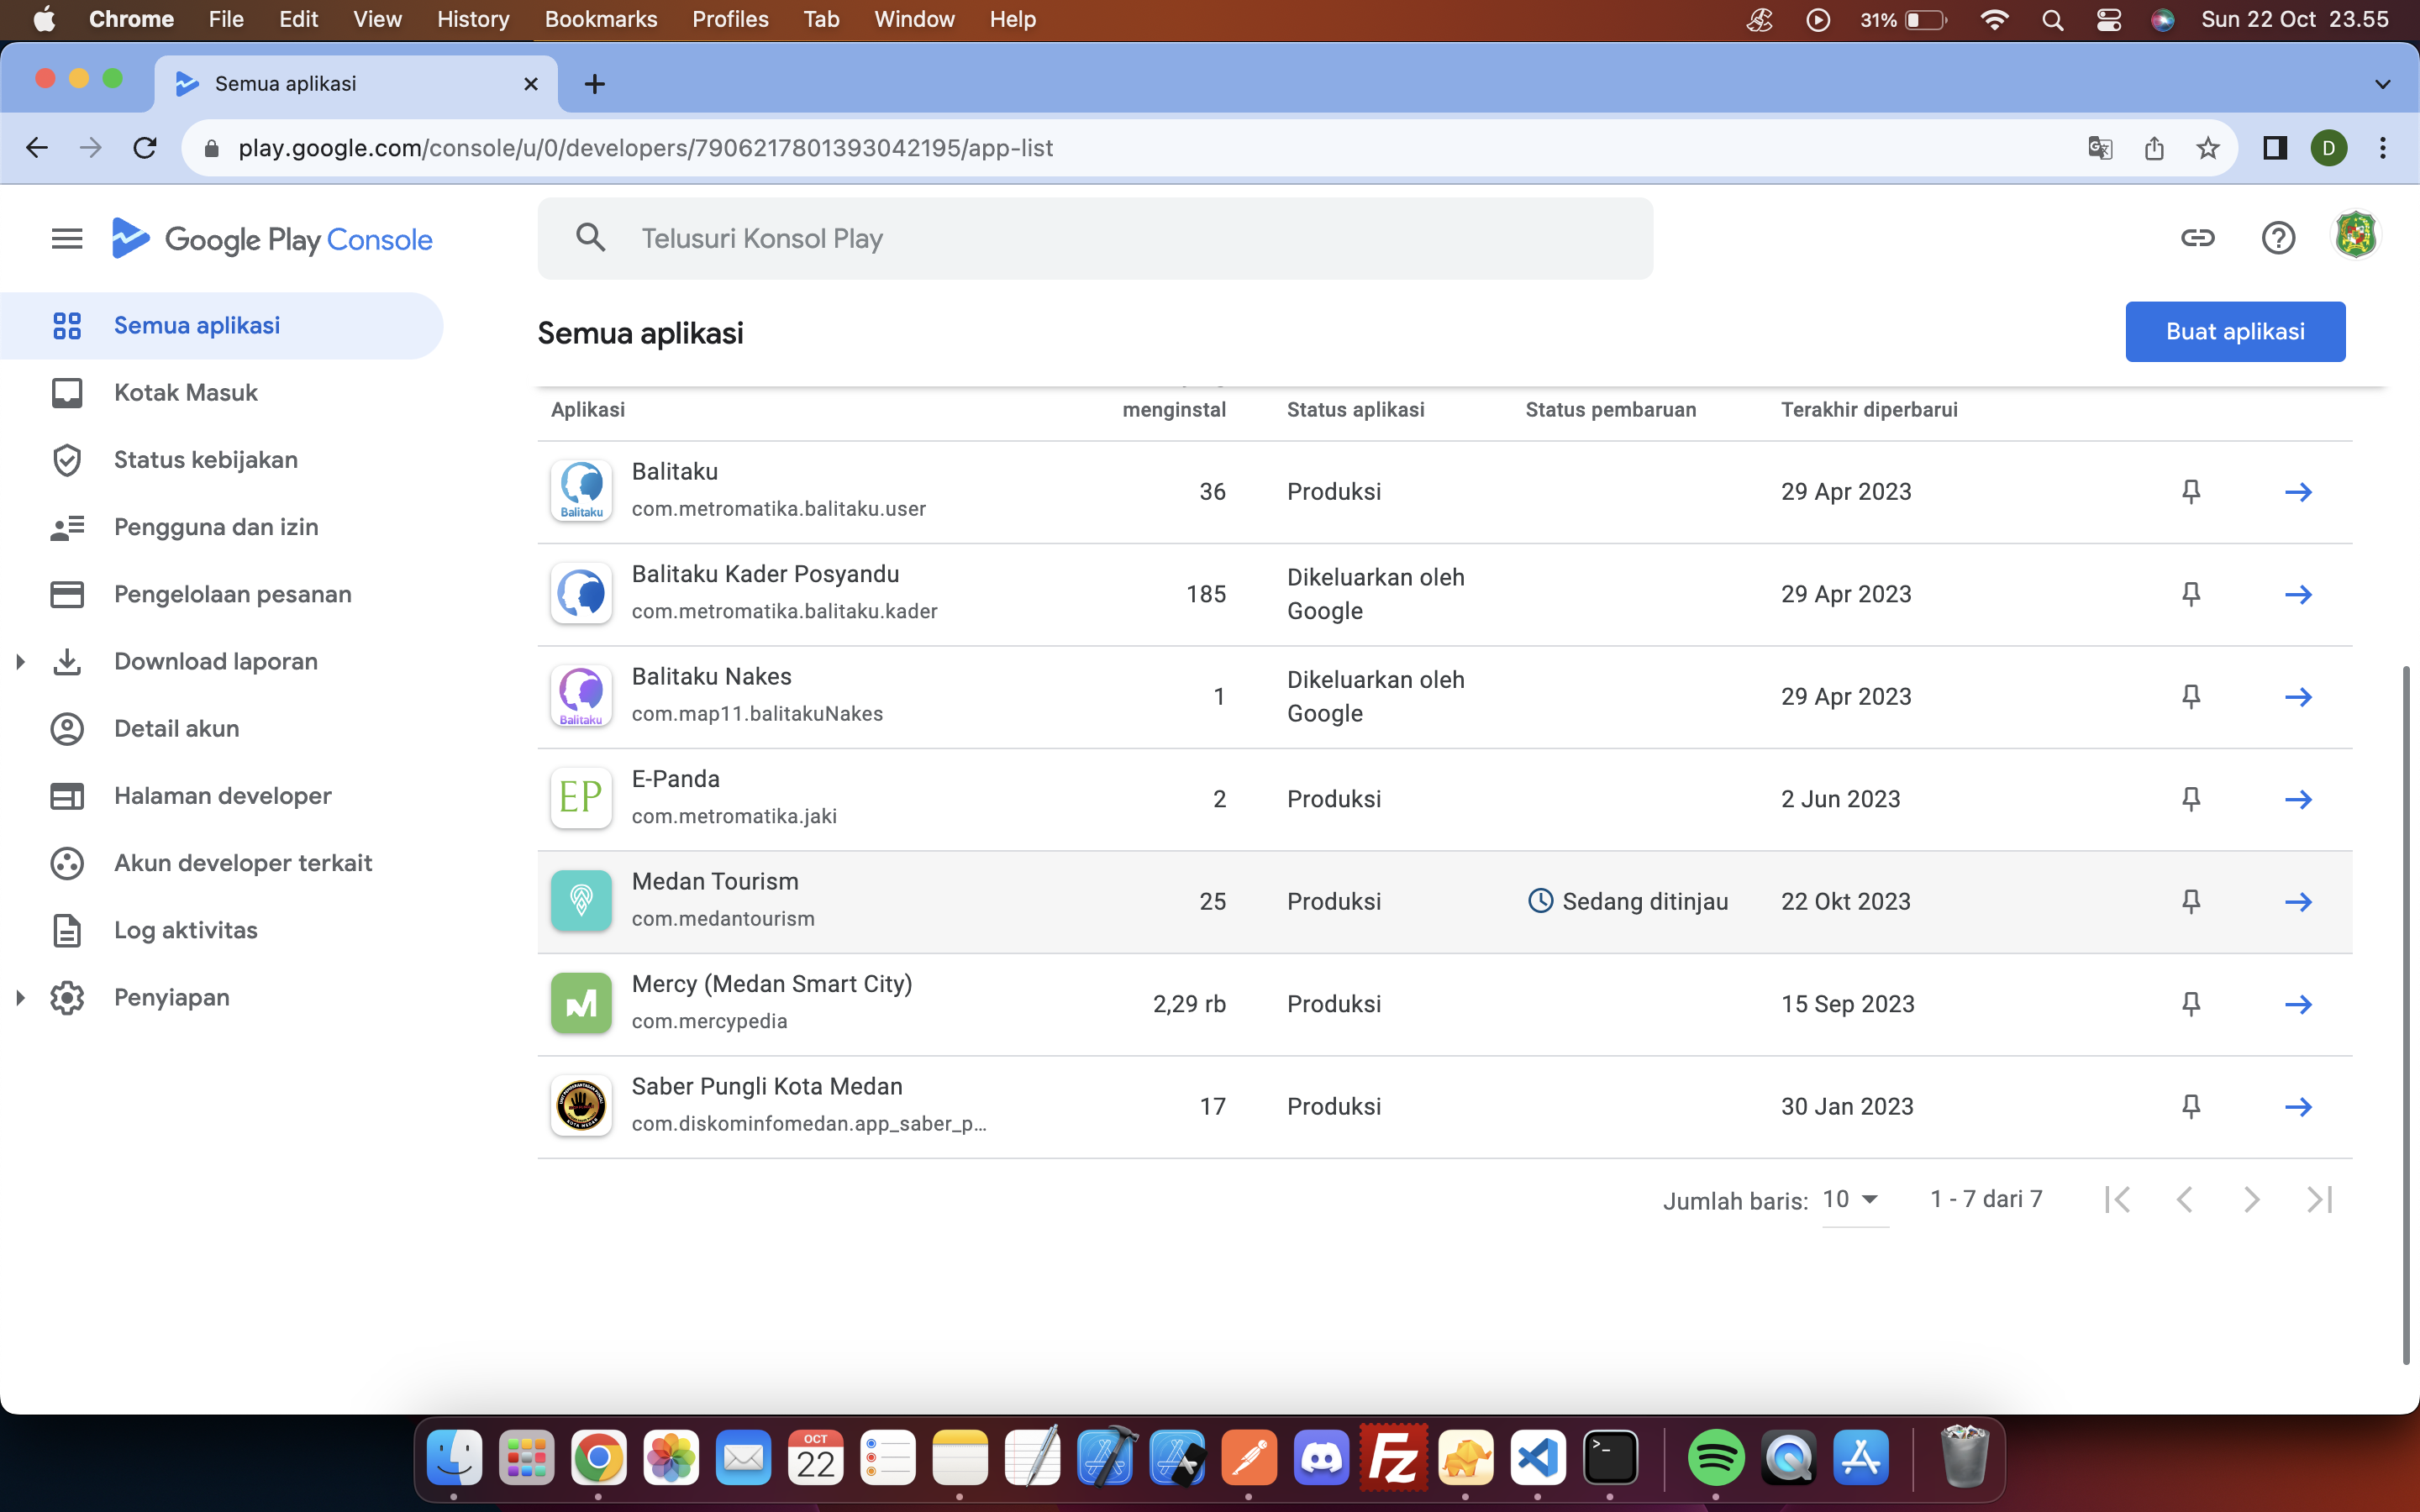 Chrome File Edit View History Bookmarks Profiles Tab Window Help 31% Sun 22 Oct 23.55
Semua aplikasi
play.google.com/console/u/0/developers/7906217801393042195/app-list
D
Google Play Console
Telusuri Konsol Play
Semua aplikasi
Kotak Masuk
Status kebijakan
Pengguna dan izin
Pengelolaan pesanan
Download laporan
Detail akun
Halaman developer
Akun developer terkait
Log aktivitas
Penyiapan
Semua aplikasi
Buat aplikasi
Aplikasi menginstal Status aplikasi Status pembaruan Terakhir diperbarui
Balitaku
Balitaku
com.metromatika.balitaku.user
36 Produksi 29 Apr 2023
Balitaku Kader Posyandu
com.metromatika.balitaku.kader
185 Dikeluarkan oleh
Google
29 Apr 2023
Balitaku
Balitaku Nakes
com.map11.balitakuNakes
1 Dikeluarkan oleh
Google
29 Apr 2023
EP
E-Panda
com.metromatika.jaki
2 Produksi 2 Jun 2023
Medan Tourism
com.medantourism
25 Produksi Sedang ditinjau 22 Okt 2023
Mercy (Medan Smart City)
com.mercypedia
2,29 rb Produksi 15 Sep 2023
Saber Pungli Kota Medan
com.diskominfomedan.app_saber_p...
17 Produksi 30 Jan 2023
Jumlah baris: 10 1 - 7 dari 7
OCT
22
FZ